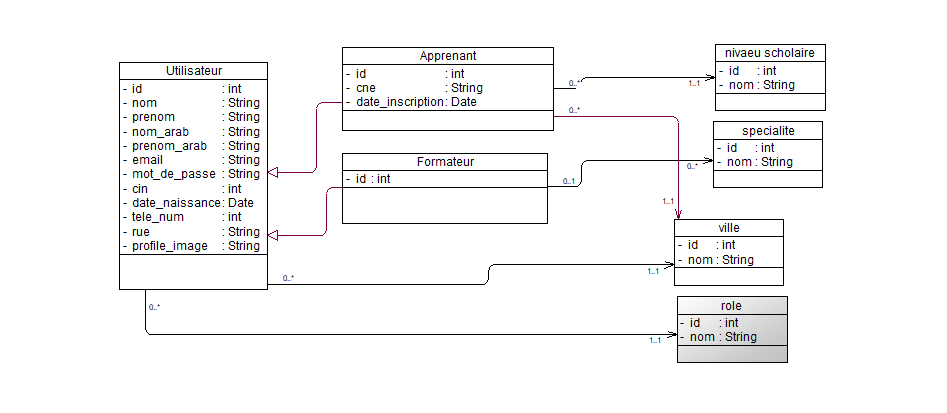 Utilisateur
- id : int
- nom : String
- prenom : String
- nom_arab : String
- prenom_arab : String
- email : String
- mot_de_passe : String
- cin : int
- date_naissance : Date
- tele_num : int
- rue : String
- profile_image : String
0..*
0..*
Apprenant
- id : int
- cne : String
- date_inscription : Date
0..*
0..*
Formateur
- id : int
0..1
nivaeu scholaire
- id : int
- nom : String
1..1
specialite
- id : int
- nom : String
0..*
1..1
ville
- id : int
- nom : String
1..1
role
- id : int
- nom : String
1..1